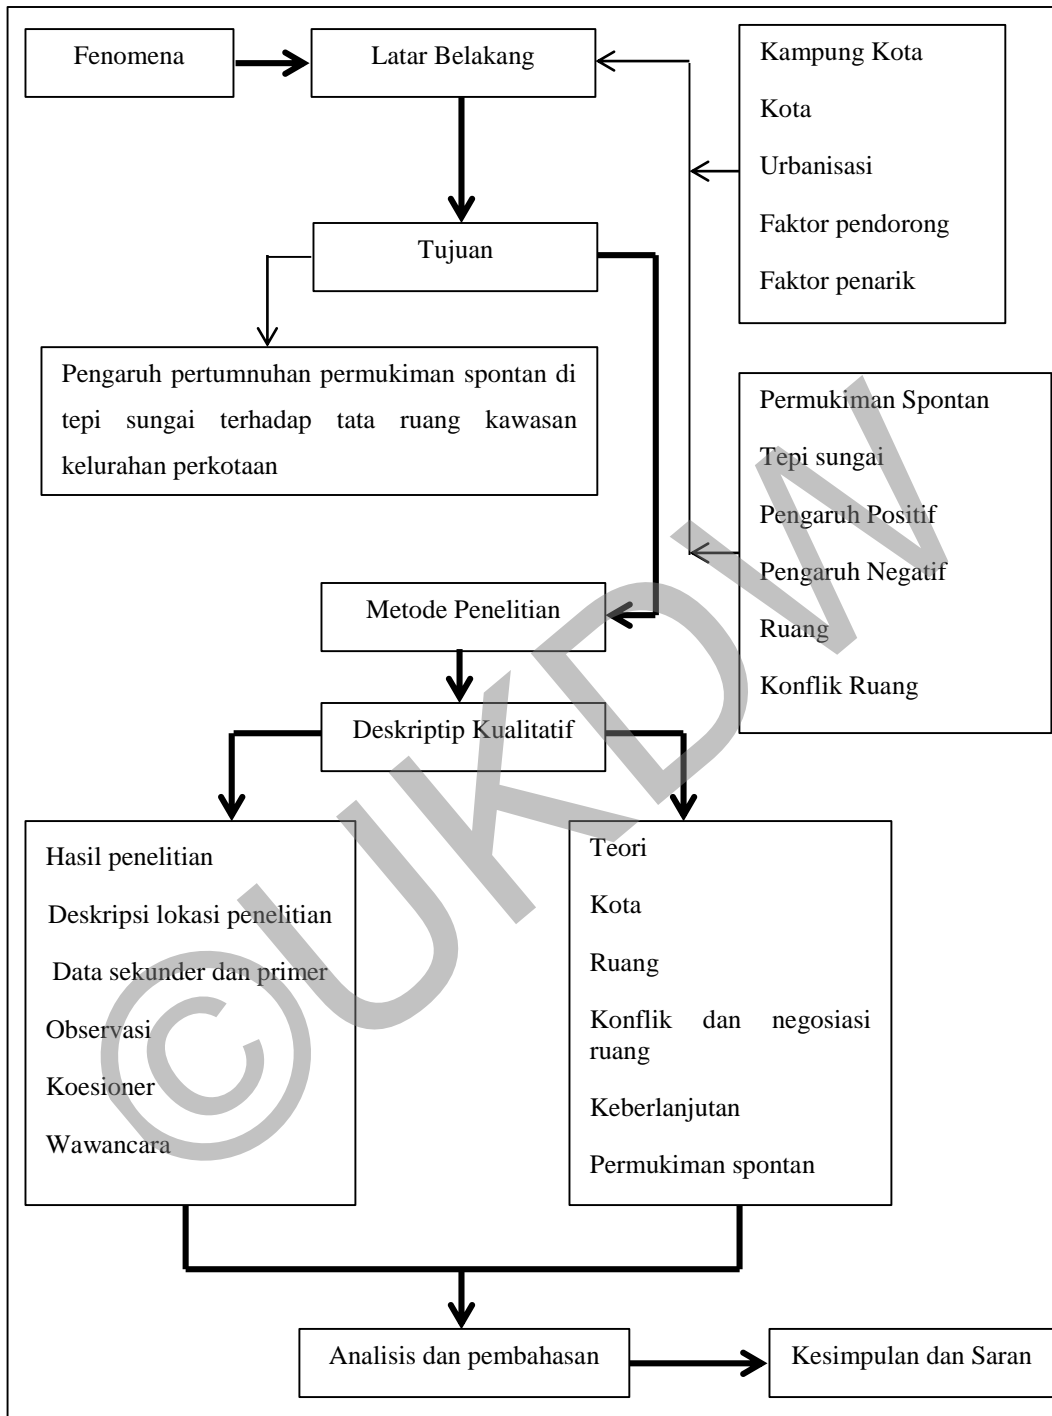 Fenomena
Latar Belakang
Kampung Kota
Kota
Urbanisasi
Faktor pendorong
Faktor penarik
Tujuan
Pengaruh pertumnuhan permukiman spontan di
tepi sungai terhadap tata ruang kawasan
kelurahan perkotaan
Permukiman Spontan
Tepi sungai
Pengaruh Positif
Pengaruh Negatif
Ruang
Konflik Ruang
Metode Penelitian
Deskriptip Kualitatif
Hasil penelitian
Deskripsi lokasi penelitian
Data sekunder dan primer
Observasi
Koesioner
Wawancara
Teori
Kota
Ruang
Konflik dan negosiasi
ruang
Keberlanjutan
Permukiman spontan
Analisis dan pembahasan
Kesimpulan dan Saran
©UKDW